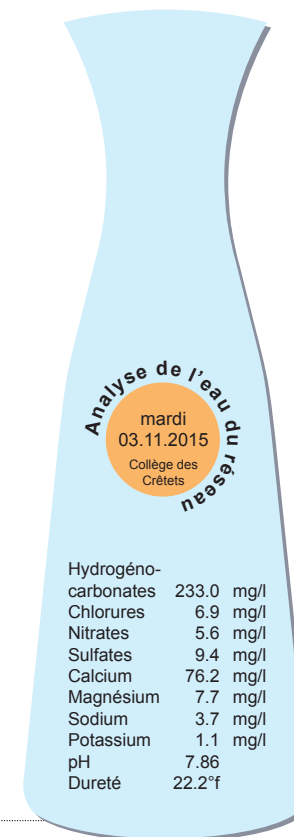 Analyse de l'eau du réseau
mardi
03.11.2015
Collège des
Crêtets
Hydrogéno-
carbonates 233.0 mg/l
Chlorures 6.9 mg/l
Nitrates 5.6 mg/l
Sulfates 9.4 mg/l
Calcium 76.2 mg/l
Magnésium 7.7 mg/l
Sodium 3.7 mg/l
Potassium 1.1 mg/l
pH 7.86
Dureté 22.2°f